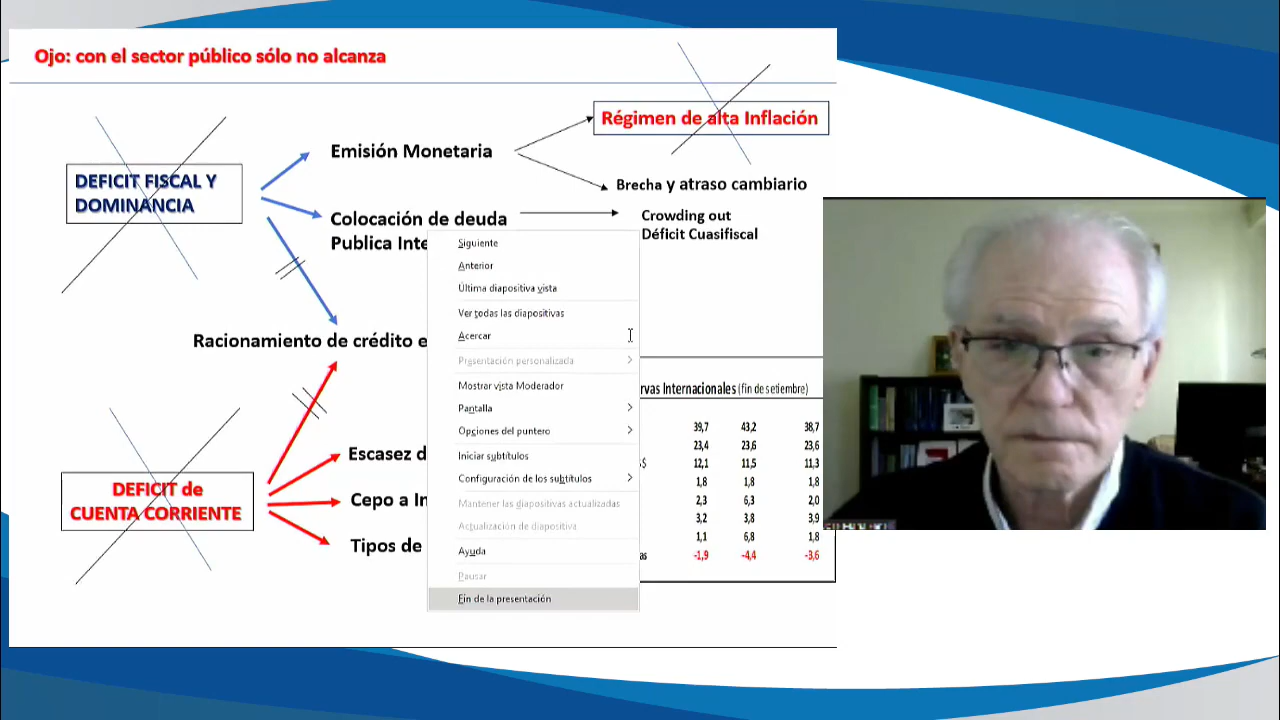 Ojo: con el sector público sólo no alcanza
Régimen de alta Inflación
Emisión Monetaria
DEFICIT FISCAL Y
DOMINANCIA
Brecha y atraso cambiario
Colocación de deuda
Publica Inte
Crowding out
Déficit Cuasifiscal
Racionamiento de crédito e
Escasez d
DEFICIT de
CUENTA CORRIENTE
Cepo a In
Tipos de
Siguiente
Anterior
Última diapositiva vista
Ver todas las diapositivas
Acercar
Presentación personalizada
Mostrar vista Moderador
Pantalla
Opciones del puntero
Iniciar subtítulos
Configuración de los subtítulos
Mantener las diapositivas actualizadas
Actualización de diapositiva
Ayuda
Pausar
Fin de la presentación
rvas Internacionales (fin de setiembre)
39,7 43,2 38,7
23,4 23,6 23,6
$ 12,1 11,5 11,3
1,8 1,8 1,8
2,3 6,3 2,0
3,2 3,8 3,9
1,1 6,8 1,8
as -1,9 -4,4 -3,6